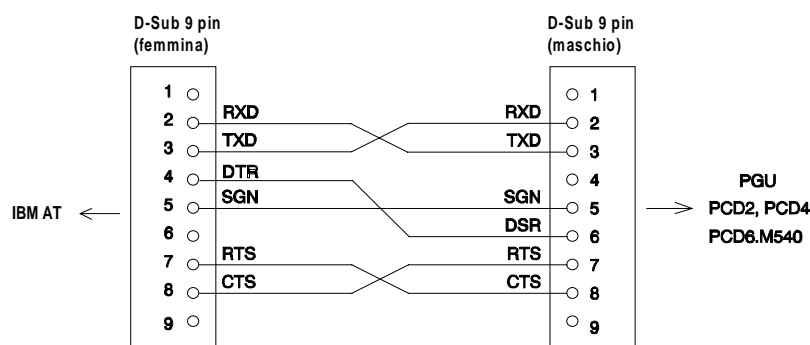 D-Sub 9 pin
(femmina)
D-Sub 9 pin
(maschio)
1
1
2 RXD
RXD 2
3 TXD
TXD 3
4 DTR
4
5 SGN
SGN 5
6
DSR 6
7 RTS
RTS 7
8 CTS
CTS 8
9
9
IBM AT
PGU
PCD2, PCD4
PCD6.M540